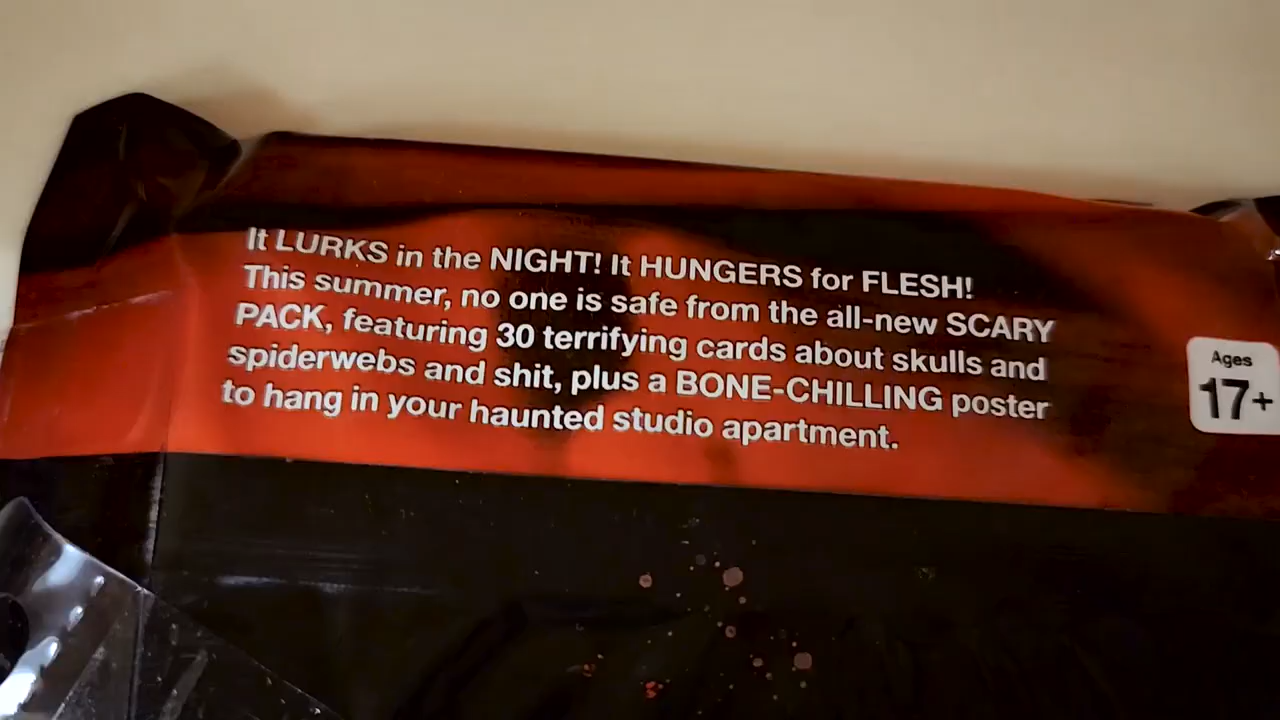 It LURKS in the NIGHT! It HUNGERS for FLESH!
This summer, no one is safe from the all-new SCARY
PACK, featuring 30 terrifying cards about skulls and
spiderwebs and shit, plus a BONE-CHILLING poster
to hang in your haunted studio apartment.
Ages
17+